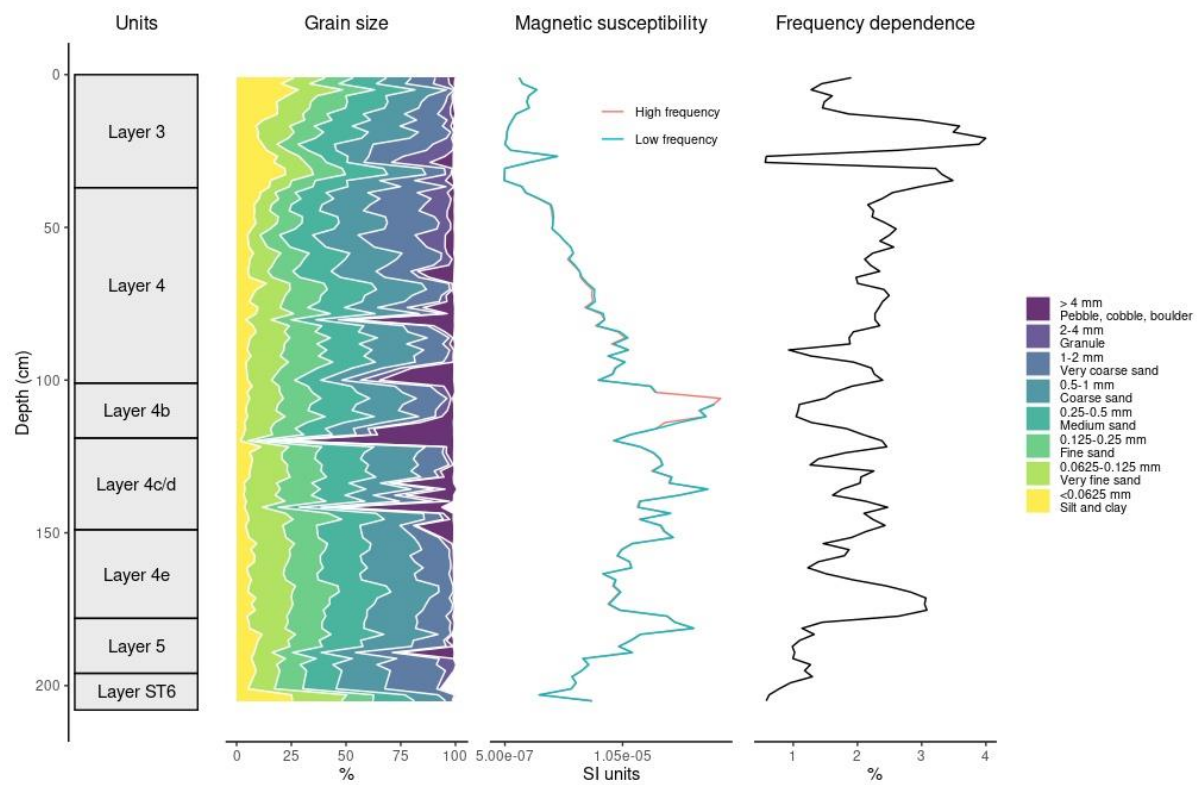 Units
Grain size
Magnetic susceptibility
Frequency dependence
0
50
100
150
200
Depth (cm)
Layer 3
Layer 4
Layer 4b
Layer 4c/d
Layer 4e
Layer 5
Layer ST6
High frequency
Low frequency
0 25 50 75 100
%
5.00e-07 1.05e-05
SI units
1 2 3 4
%
> 4 mm
Pebble, cobble, boulder
2-4 mm
Granule
1-2 mm
Very coarse sand
0.5-1 mm
Coarse sand
0.25-0.5 mm
Medium sand
0.125-0.25 mm
Fine sand
0.0625-0.125 mm
Very fine sand
<0.0625 mm
Silt and clay